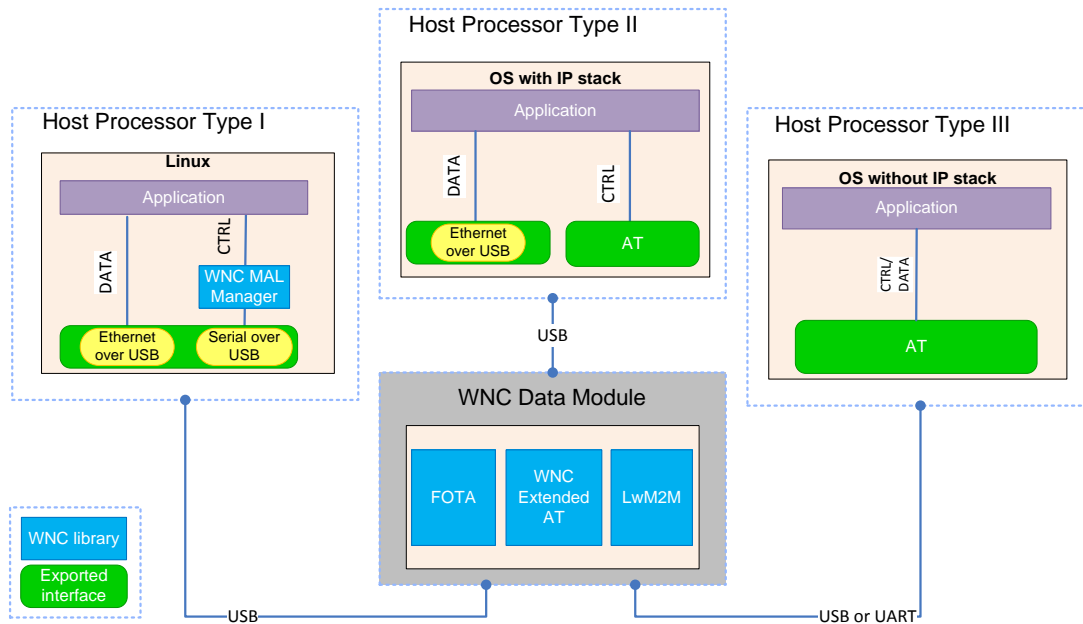 Host Processor Type II
OS with IP stack
Application
DATA
CTRL
Ethernet
over USB
AT
Host Processor Type I
Linux
Application
DATA
CTRL
WNC MAL
Manager
Ethernet
over USB
Serial over
USB
Host Processor Type III
OS without IP stack
Application
CTRL/
DATA
AT
USB
WNC Data Module
FOTA
WNC
Extended
AT
LwM2M
WNC library
Exported
interface
USB
USB or UART